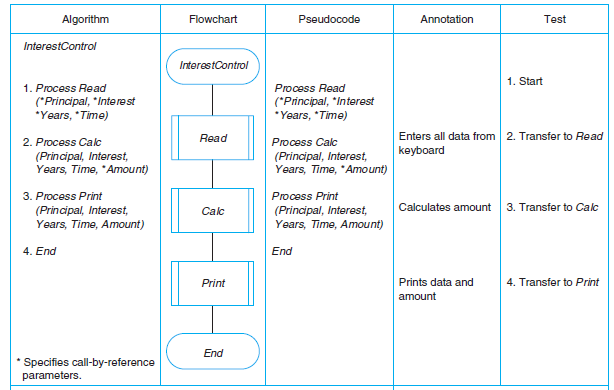 Algorithm
Flowchart
Pseudocode
Annotation
Test
InterestControl
1. Process Read
(*Principal, *Interest
*Years, *Time)
2. Process Calc
(Principal, Interest,
Years, Time, *Amount)
3. Process Print
(Principal, Interest,
Years, Time, Amount)
4. End
* Specifies call-by-reference
parameters.
InterestControl
Read
Calc
Print
End
Process Read
(*Principal, *Interest
*Years, *Time)
Process Calc
(Principal, Interest,
Years, Time, *Amount)
Process Print
(Principal, Interest,
Years, Time, Amount)
End
Enters all data from
keyboard
Calculates amount
Prints data and
amount
1. Start
2. Transfer to Read
3. Transfer to Calc
4. Transfer to Print